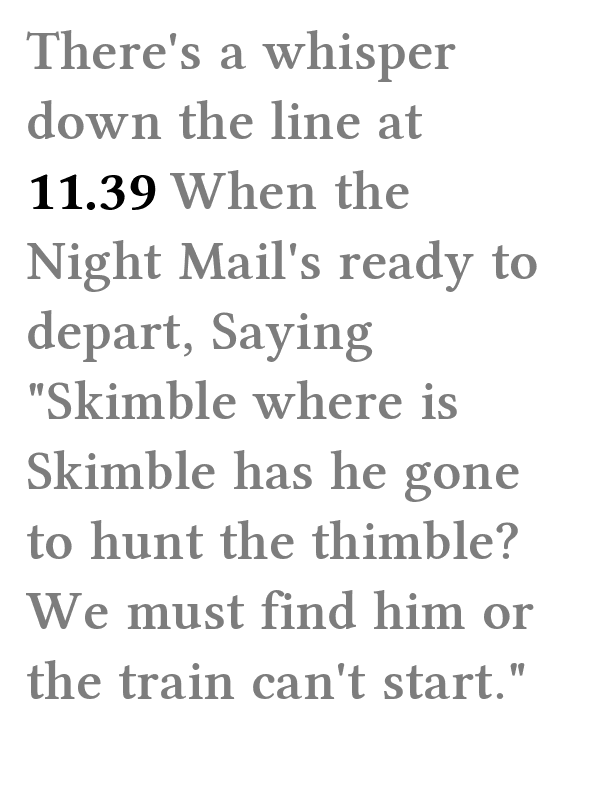 There's a whisper
down the line at
11.39 When the
Night Mail's ready to
depart, Saying
"Skimble where is
Skimble has he gone
to hunt the thimble?
We must find him or
the train can't start."